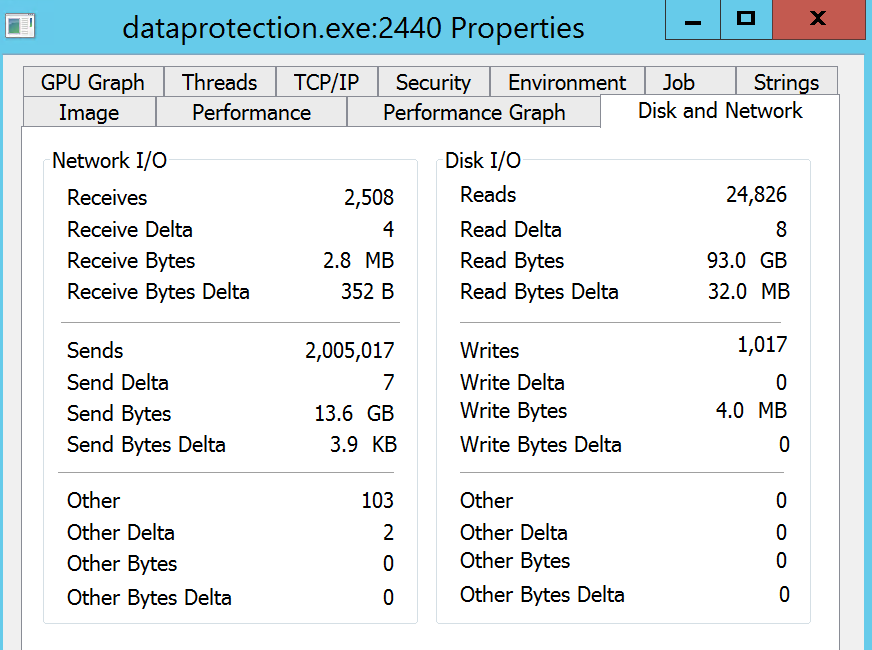 dataprotection.exe:2440 Properties
GPU Graph Threads TCP/IP Security Environment Job Strings
Image Performance Performance Graph Disk and Network
Network I/O
Receives 2,508
Receive Delta 4
Receive Bytes 2.8 MB
Receive Bytes Delta 352 B
Sends 2,005,017
Send Delta 7
Send Bytes 13.6 GB
Send Bytes Delta 3.9 KB
Other 103
Other Delta 2
Other Bytes 0
Other Bytes Delta 0
Disk I/O
Reads 24,826
Read Delta 8
Read Bytes 93.0 GB
Read Bytes Delta 32.0 MB
Writes 1,017
Write Delta 0
Write Bytes 4.0 MB
Write Bytes Delta 0
Other 0
Other Delta 0
Other Bytes 0
Other Bytes Delta 0